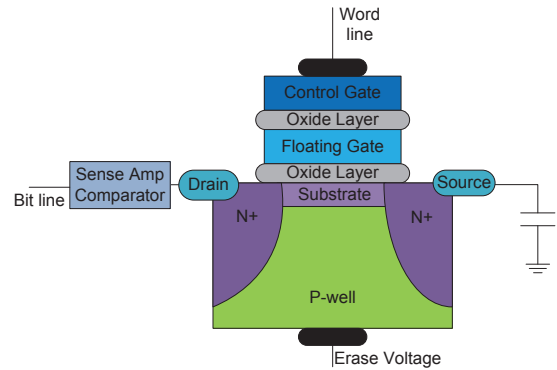 Word
line
Control Gate
Oxide Layer
Floating Gate
Oxide Layer
Sense Amp
Comparator
Bit line
Drain
Substrate
Source
N+
N+
P-well
Erase Voltage